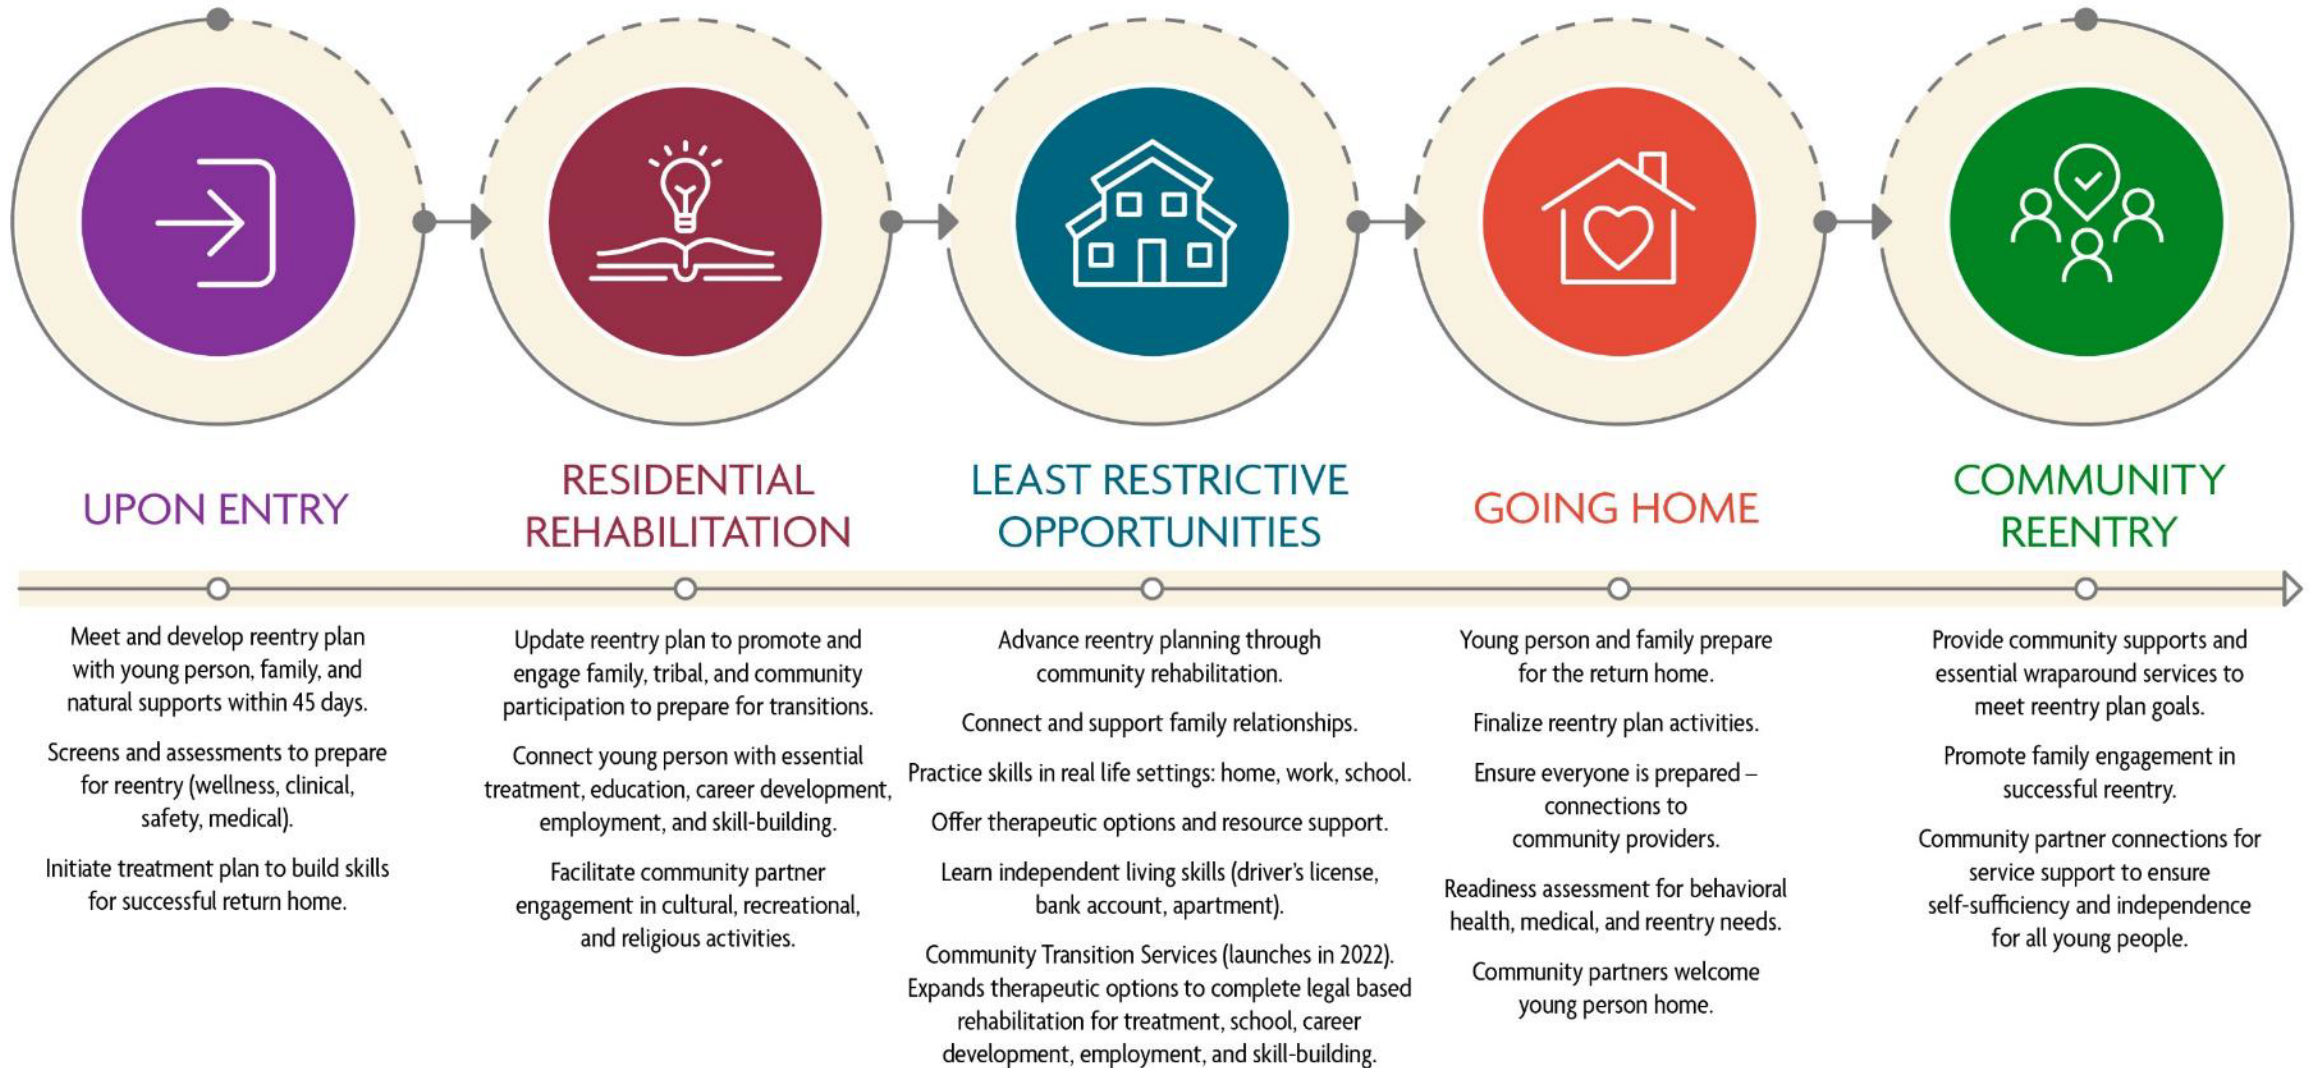 UPON ENTRY
Meet and develop reentry plan
with young person, family, and
natural supports within 45 days.
Screens and assessments to prepare
for reentry (wellness, clinical,
safety, medical).
Initiate treatment plan to build skills
for successful return home.
RESIDENTIAL
REHABILITATION
Update reentry plan to promote and
engage family, tribal, and community
participation to prepare for transitions.
Connect young person with essential
treatment, education, career development,
employment, and skill-building.
Facilitate community partner
engagement in cultural, recreational,
and religious activities.
LEAST RESTRICTIVE
OPPORTUNITIES
Advance reentry planning through
community rehabilitation.
Connect and support family relationships.
Practice skills in real life settings: home, work, school.
Offer therapeutic options and resource support.
Learn independent living skills (driver's license,
bank account, apartment).
Community Transition Services (launches in 2022).
Expands therapeutic options to complete legal based
rehabilitation for treatment, school, career
development, employment, and skill-building.
GOING HOME
Young person and family prepare
for the return home.
Finalize reentry plan activities.
Ensure everyone is prepared –
connections to
community providers.
Readiness assessment for behavioral
health, medical, and reentry needs.
Community partners welcome
young person home.
COMMUNITY
REENTRY
Provide community supports and
essential wraparound services to
meet reentry plan goals.
Promote family engagement in
successful reentry.
Community partner connections for
service support to ensure
self-sufficiency and independence
for all young people.